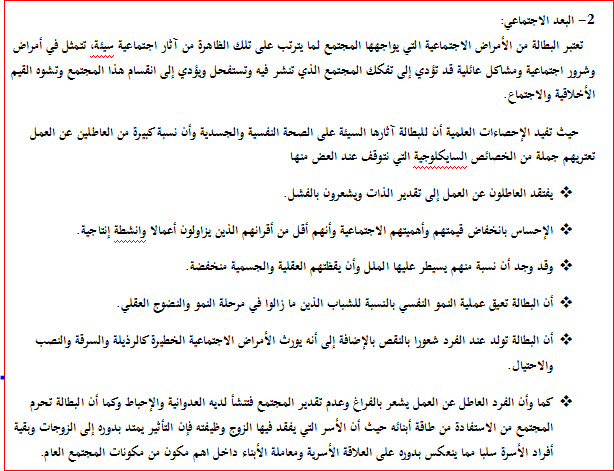 2- البعد الاجتماعي:
تعتبر البطالة من الأمراض الاجتماعية التي يواجهها المجتمع لما يترتب على تلك الظاهرة من آثار اجتماعية سيئة، تتمثل في أمراض
وشرور اجتماعية ومشاكل عائلية قد تؤدي إلى تفكك المجتمع الذي تنشر فيه وتستفحل ويؤدي إلى انقسام هذا المجتمع وتشوه القيم
الأخلاقية والاجتماع.
حيث تفيد الإحصاءات العلمية أن للبطالة آثارها السيئة على الصحة النفسية والجسدية وأن نسبة كبيرة من العاطلين عن العمل
تعتريهم جملة من الخصائص السايكلوجية التي نتوقف عند العض منها
❖ يفتقد العاطلون عن العمل إلى تقدير الذات ويشعرون بالفشل.
❖ الإحساس بانخفاض قيمتهم وأهميتهم الاجتماعية وأنهم أقل من أقرانهم الذين يزاولون أعمالا وانشطة إنتاجية.
❖ وقد وجد أن نسبة منهم يسيطر عليها الملل وأن يقظتهم العقلية والجسمية منخفضة.
❖ أن البطالة تعيق عملية النمو النفسي بالنسبة للشباب الذين ما زالوا في مرحلة النمو والنضوج العقلي.
❖ أن البطالة تولد عند الفرد شعورا بالنقص بالإضافة إلى أنه يورث الأمراض الاجتماعية الخطيرة كالرذيلة والسرقة والنصب
والاحتيال.
❖ كما وأن الفرد العاطل عن العمل يشعر بالفراغ وعدم تقدير المجتمع فتنشأ لديه العدوانية والإحباط وكما أن البطالة تحرم
المجتمع من الاستفادة من طاقة أبنائه حيث أن الأسر التي يفقد فيها الزوج وظيفته فإن التأثير يمتد بدوره إلى الزوجات وبقية
أفراد الأسرة سلبا مما ينعكس بدوره على العلاقة الأسرية ومعاملة الأبناء داخل اهم مكون من مكونات المجتمع العام.